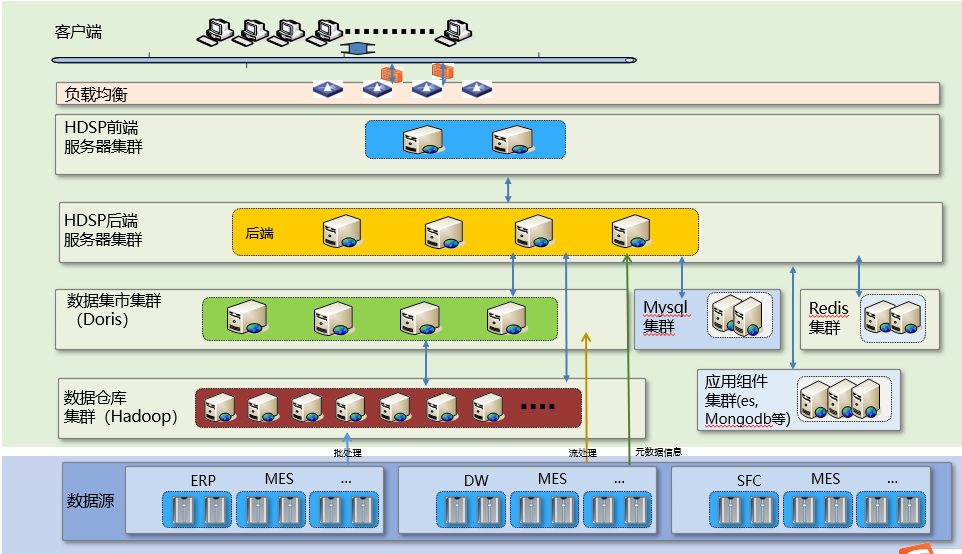 客户端
负载均衡
HDSP前端
服务器集群
HDSP后端
服务器集群
后端
数据集市集群
（Doris）
Mysql
集群
Redis
集群
数据仓库
集群（Hadoop）
....
应用组件
集群(es,
Mongodb等)
批处理
流处理
元数据信息
数据源
ERP
MES
...
DW
MES
...
SFC
MES
...